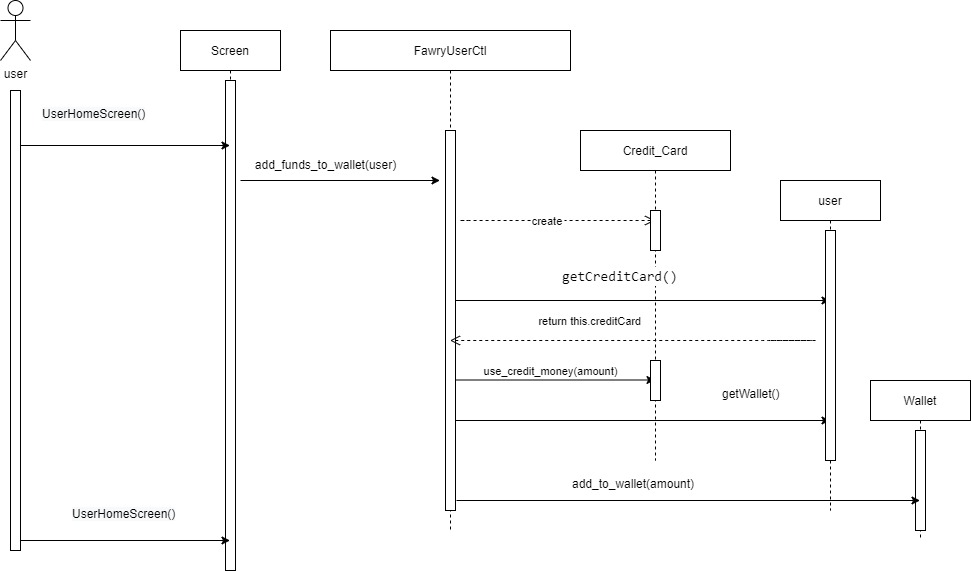 user
Screen
FawryUserCtl
UserHomeScreen()
Credit_Card
add_funds_to_wallet(user)
user
create
getCreditCard()
return this.creditCard
use_credit_money(amount)
getWallet()
Wallet
add_to_wallet(amount)
UserHomeScreen()